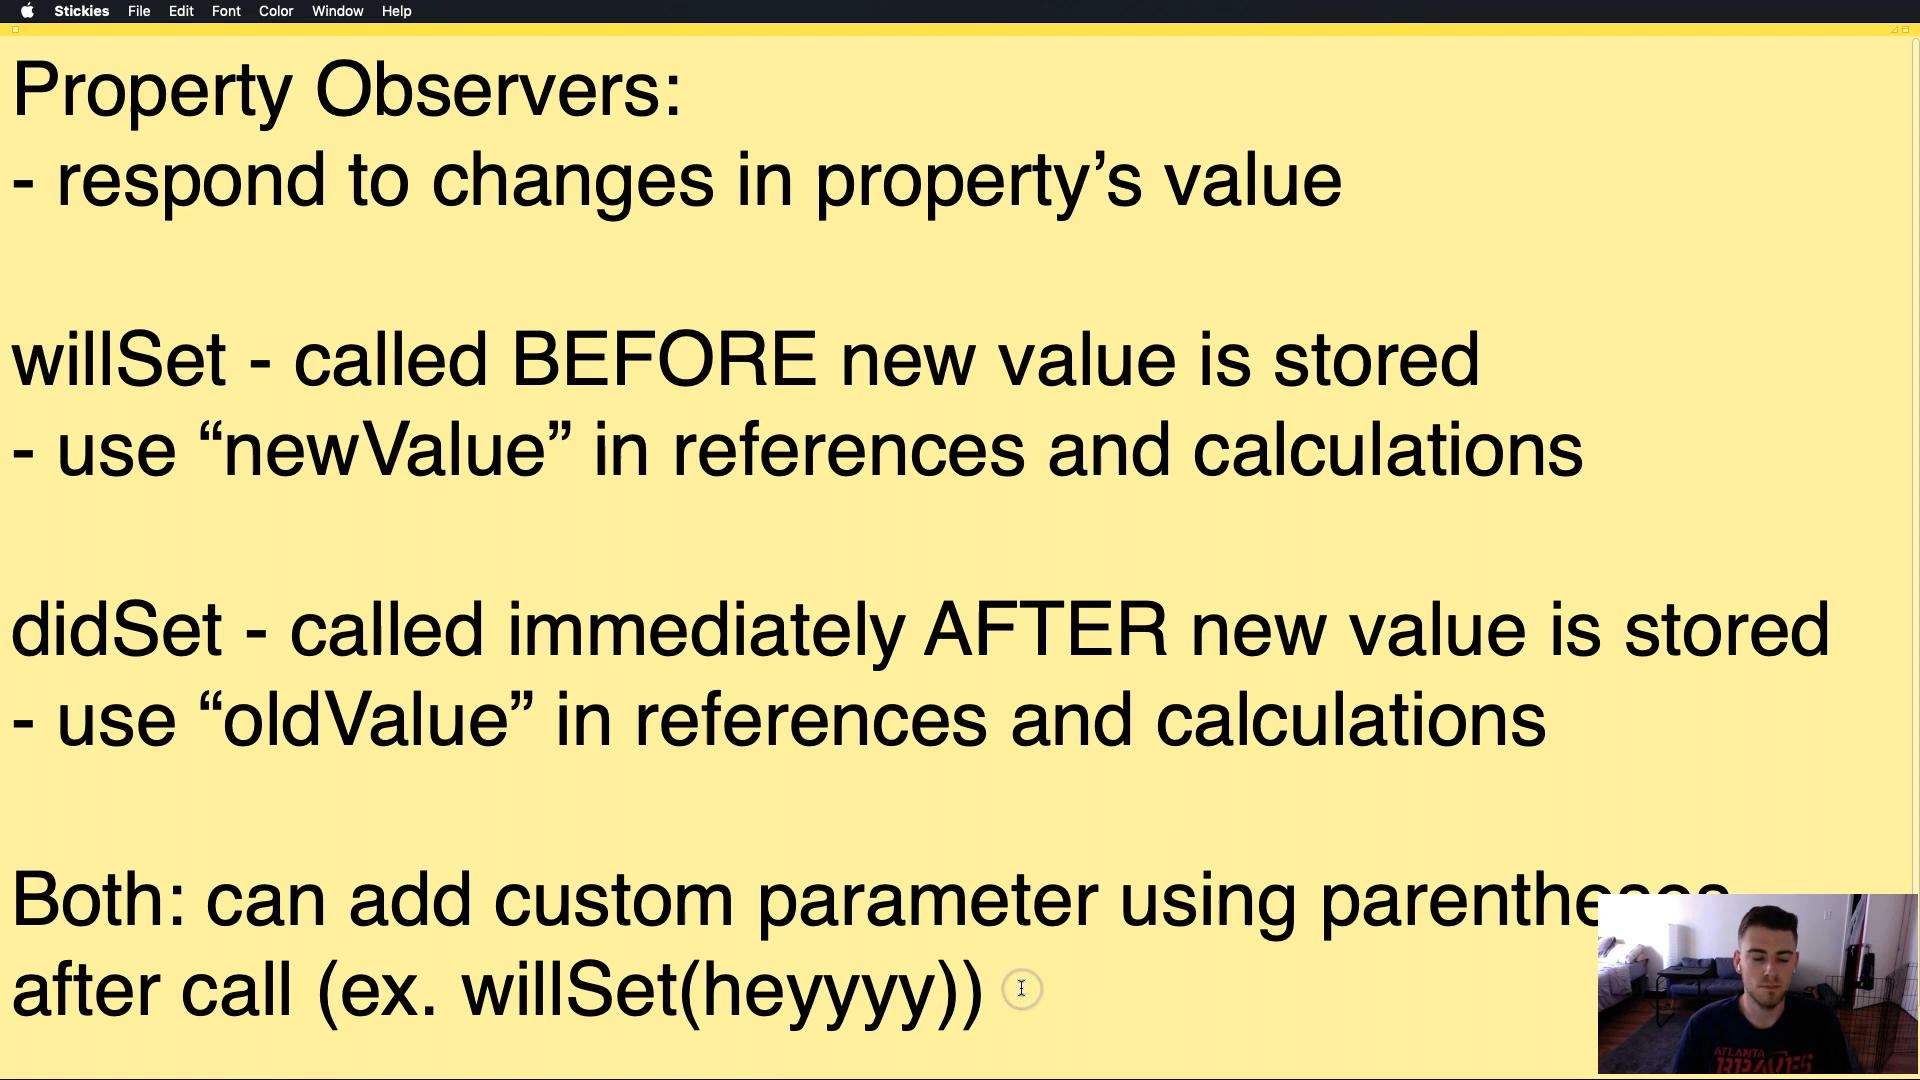 Stickies File Edit Font Color Window Help
Property Observers:
- respond to changes in property’s value
willSet - called BEFORE new value is stored
- use “newValue” in references and calculations
didSet - called immediately AFTER new value is stored
- use “oldValue” in references and calculations
Both: can add custom parameter using parentheses
after call (ex. willSet(heyyyy))
ATLANTA
BRAVES